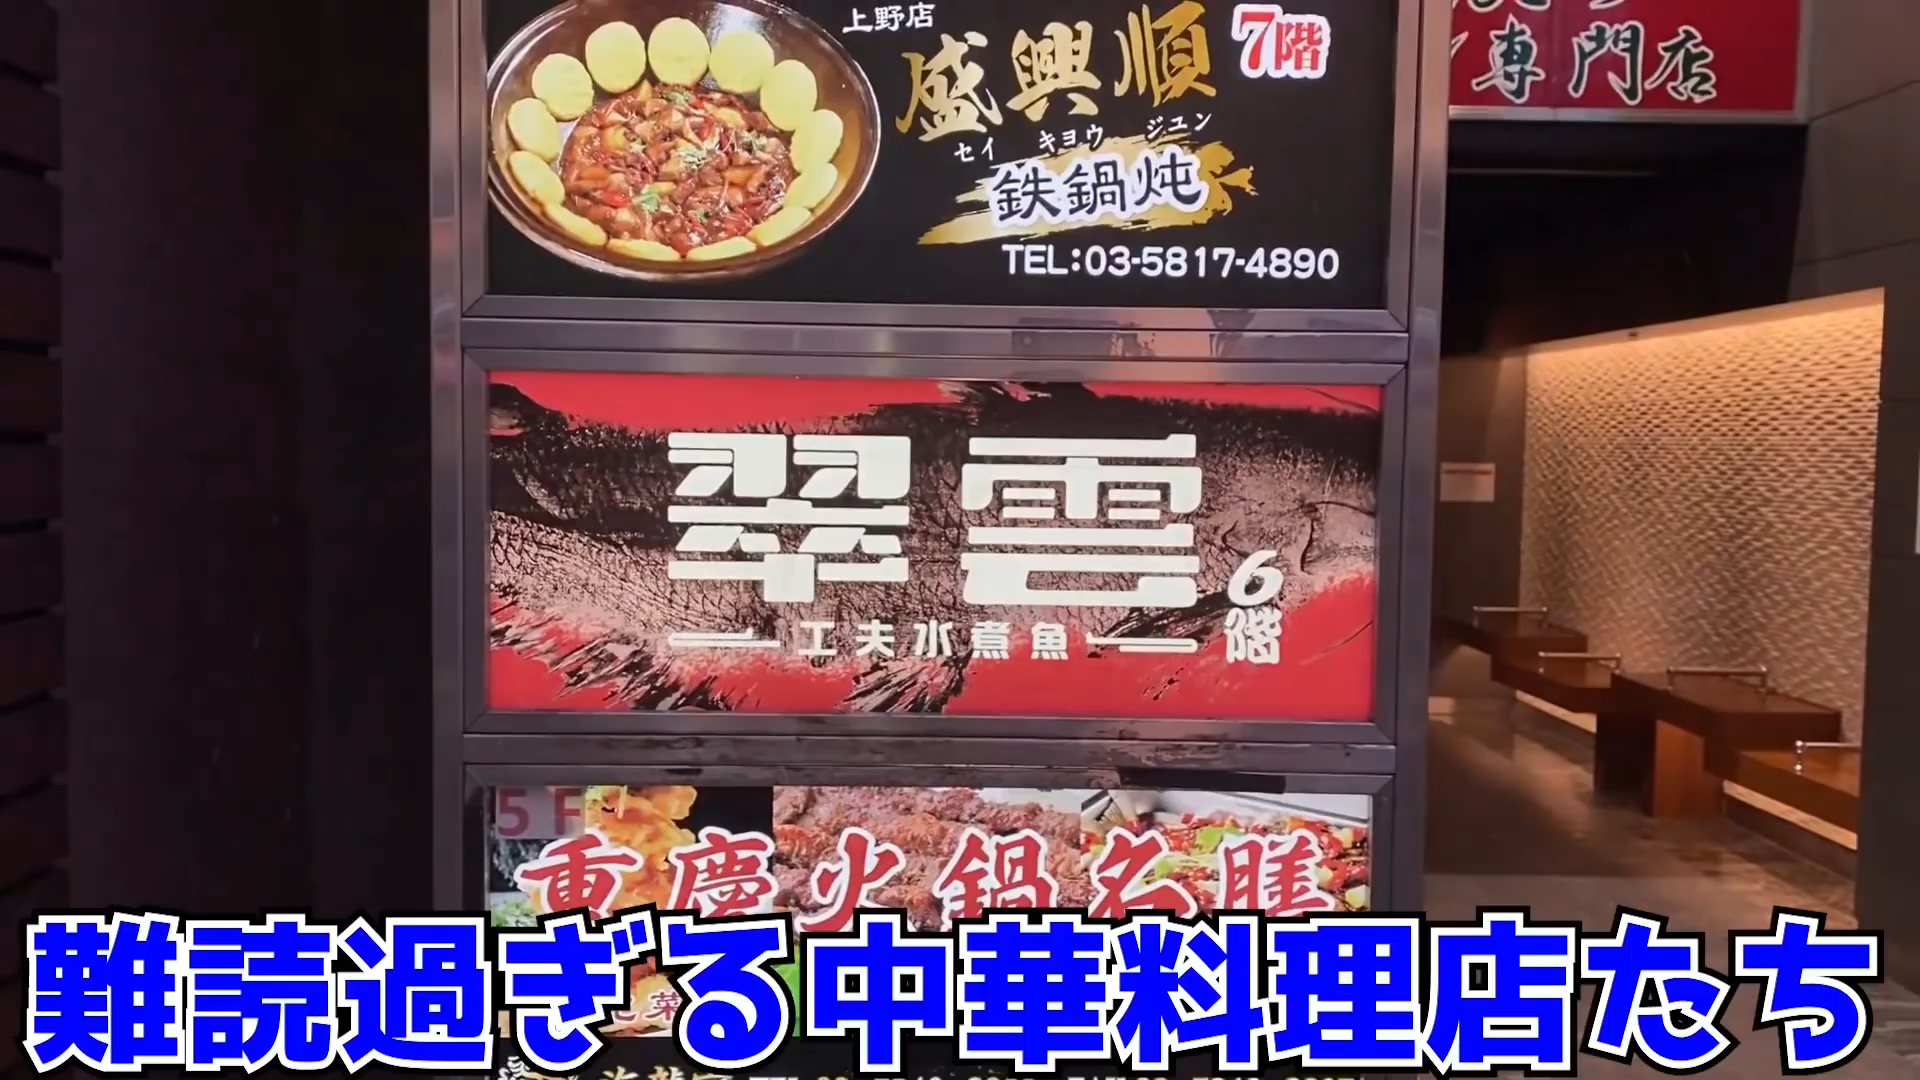 上野店
盛興順 7階
セイ キョウ ジュン
鉄鍋炖
TEL:03-5817-4890
専門店
翠雲
6階
工夫水煮魚
5F
重慶火鍋名膳
難読過ぎる中華料理店たち